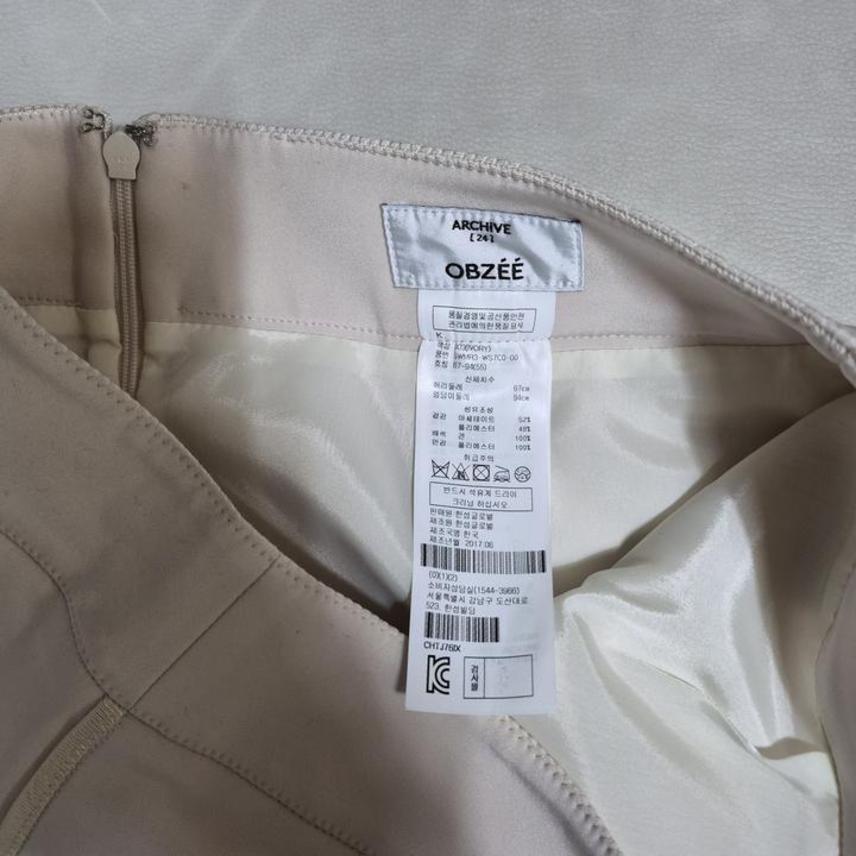 ARCHIVE
[ 24 ]
OBZÉÉ
품질경영및공산품안전
관리법에의한품질표시
K.
색상 A73(IVORY)
호칭 67-94(55)
신체치수
허리둘레 67cm
엉덩이둘레 94cm
섬유조성
겉감 아세테이트 52%
폴리에스터 48%
배색 견 100%
안감 폴리에스터 100%
취급주의
반드시 석유계 드라이
크리닝 하십시오
판매원 한섬글로벌
제조원 한섬글로벌
제조국명 한국
제조년월 2017.06
(0)(1)(2)
소비자상담실(1544-3966)
서울특별시 강남구 도산대로
523, 한섬빌딩
CHIJ76IX
검사필